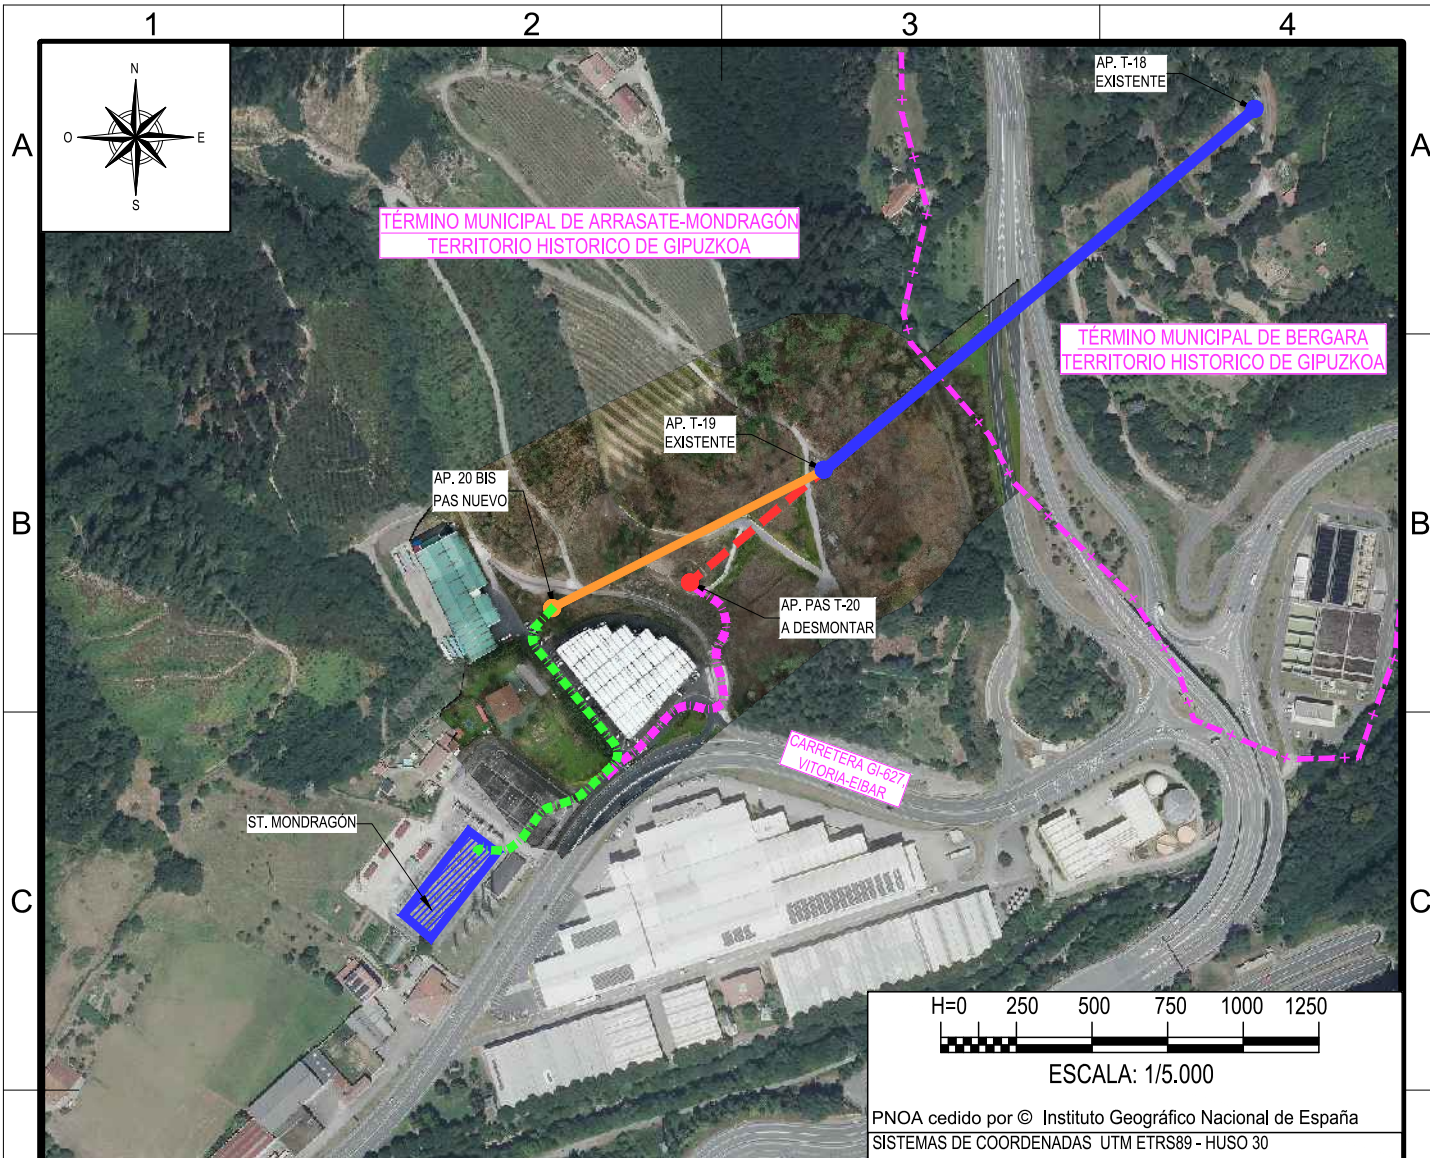 1 2 3 4
A A
B B
C C
N
O E
S
AP. T-18
EXISTENTE
TÉRMINO MUNICIPAL DE ARRASATE-MONDRAGÓN
TERRITORIO HISTORICO DE GIPUZKOA
TÉRMINO MUNICIPAL DE BERGARA
TERRITORIO HISTORICO DE GIPUZKOA
AP. T-19
EXISTENTE
AP. 20 BIS
PAS NUEVO
AP. PAS T-20
A DESMONTAR
CARRETERA GI-627,
VITORIA-EIBAR
ST. MONDRAGÓN
H=0 250 500 750 1000 1250
ESCALA: 1/5.000
PNOA cedido por © Instituto Geográfico Nacional de España
SISTEMAS DE COORDENADAS UTM ETRS89 - HUSO 30